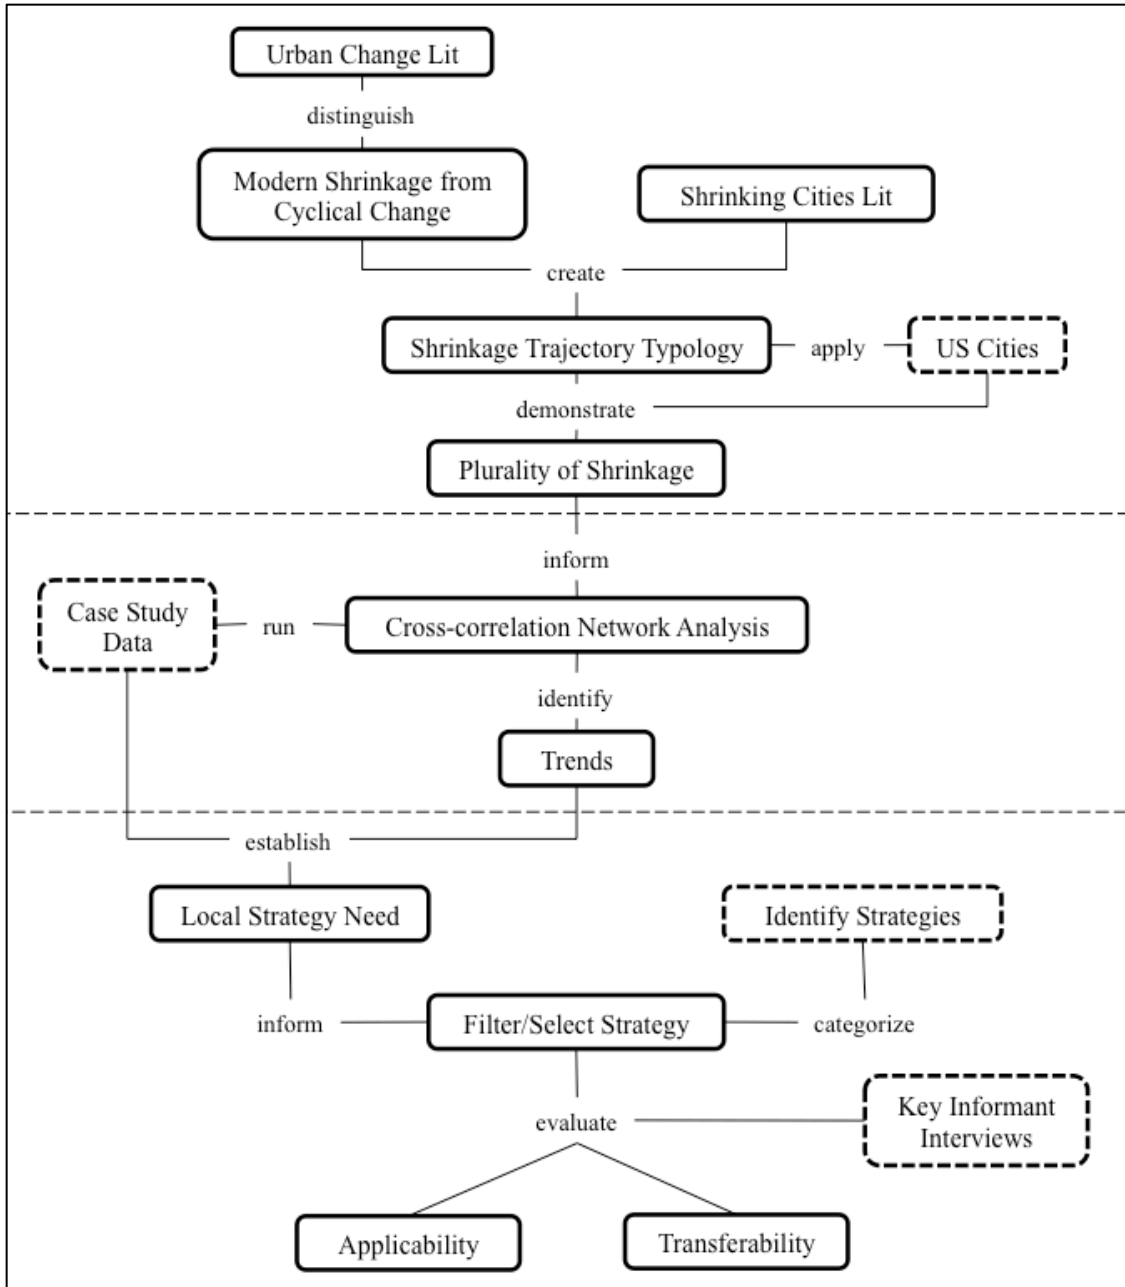 Urban Change Lit
distinguish
Modern Shrinkage from
Cyclical Change
Shrinking Cities Lit
create
Shrinkage Trajectory Typology
apply
US Cities
demonstrate
Plurality of Shrinkage
inform
Case Study
Data
run
Cross-correlation Network Analysis
identify
Trends
establish
Local Strategy Need
Identify Strategies
inform
Filter/Select Strategy
categorize
Key Informant
Interviews
evaluate
Applicability
Transferability